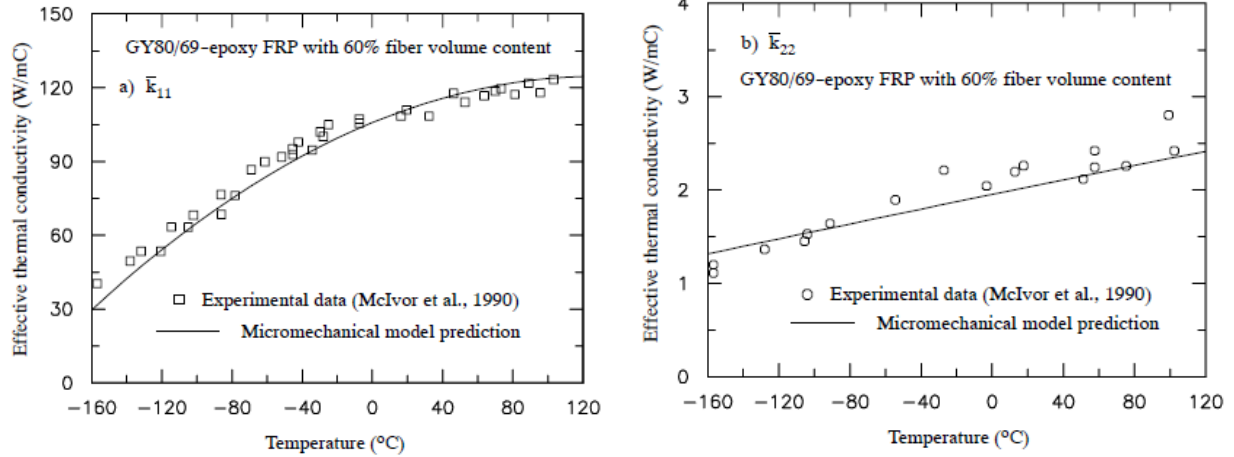 150
120
90
60
30
0
Effective thermal conductivity (W/mC)
GY80/69-epoxy FRP with 60% fiber volume content
a) k̅₁₁
Experimental data (McIvor et al., 1990)
Micromechanical model prediction
−160 −120 −80 −40 0 40 80 120
Temperature (°C)
4
3
2
1
0
Effective thermal conductivity (W/mC)
b) k̅₂₂
GY80/69-epoxy FRP with 60% fiber volume content
Experimental data (McIvor et al., 1990)
Micromechanical model prediction
−160 −120 −80 −40 0 40 80 120
Temperature (°C)